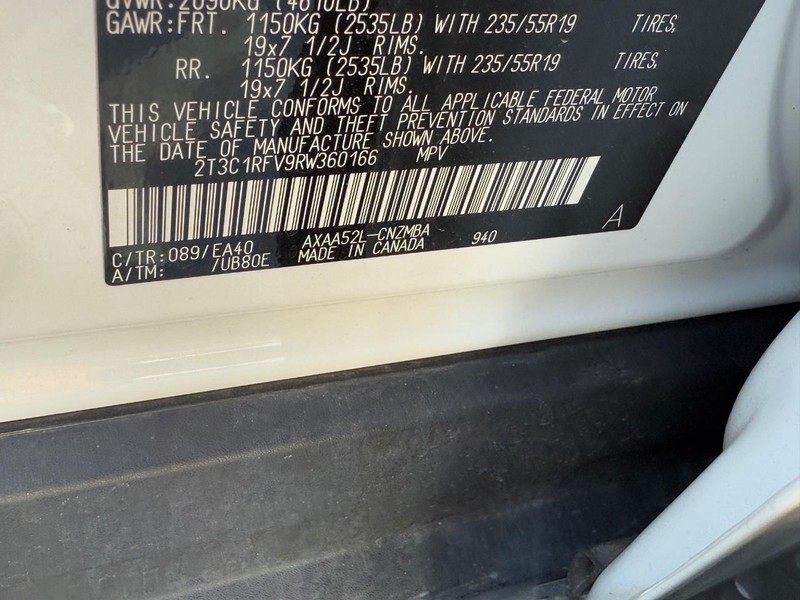 GVWR:2090KG (4610LB)
GAWR:FRT. 1150KG (2535LB) WITH 235/55R19 TIRES,
19x7 1/2J RIMS.
RR. 1150KG (2535LB) WITH 235/55R19 TIRES,
19x7 1/2J RIMS.
THIS VEHICLE CONFORMS TO ALL APPLICABLE FEDERAL MOTOR
VEHICLE SAFETY AND THEFT PREVENTION STANDARDS IN EFFECT ON
THE DATE OF MANUFACTURE SHOWN ABOVE.
2T3C1RFV9RW360166 MPV
C/TR:089/EA40 AXAA52L-CNZMBA 940 A
A/TM: /UB80E MADE IN CANADA